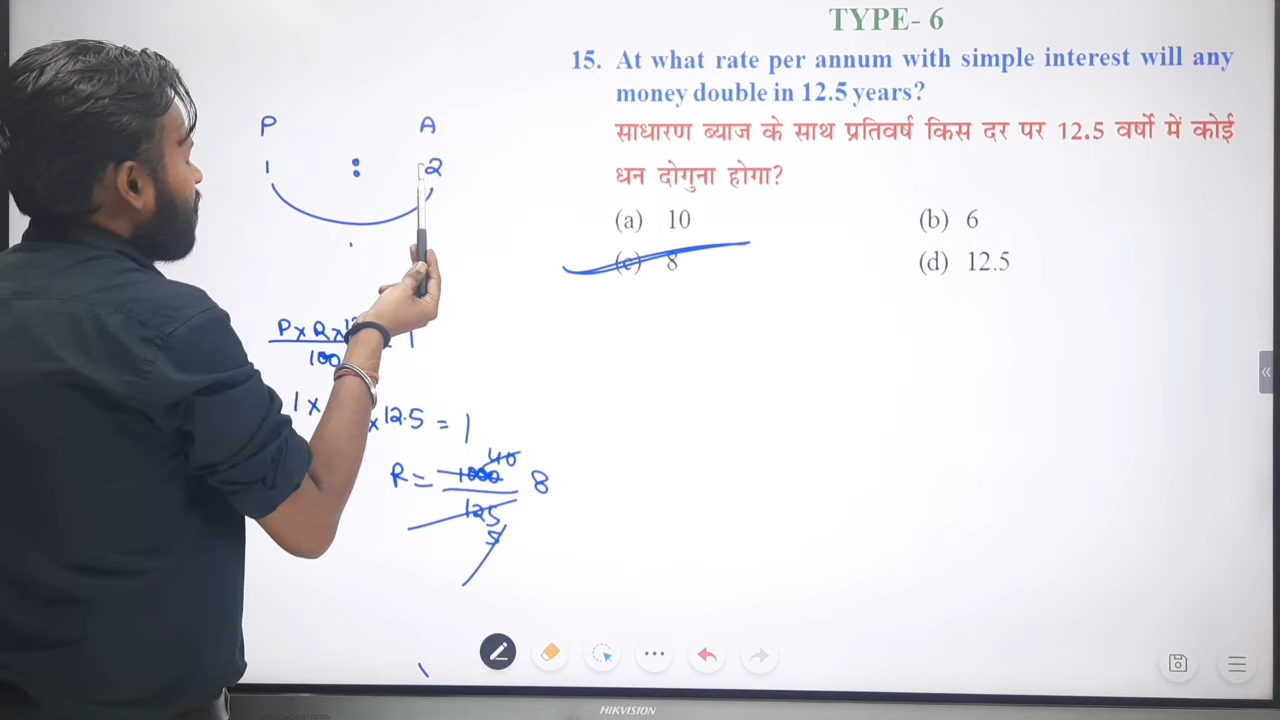 TYPE- 6
15. At what rate per annum with simple interest will any
money double in 12.5 years?
साधारण ब्याज के साथ प्रतिवर्ष किस दर पर 12.5 वर्षो में कोई
धन दोगुना होगा?
(a) 10 (b) 6
(c) 8 (d) 12.5
P A
1 : 2
P x R x
100
1
1 x
x 12.5 = 1
40
R = 1000 8
125
5
HIKVISION